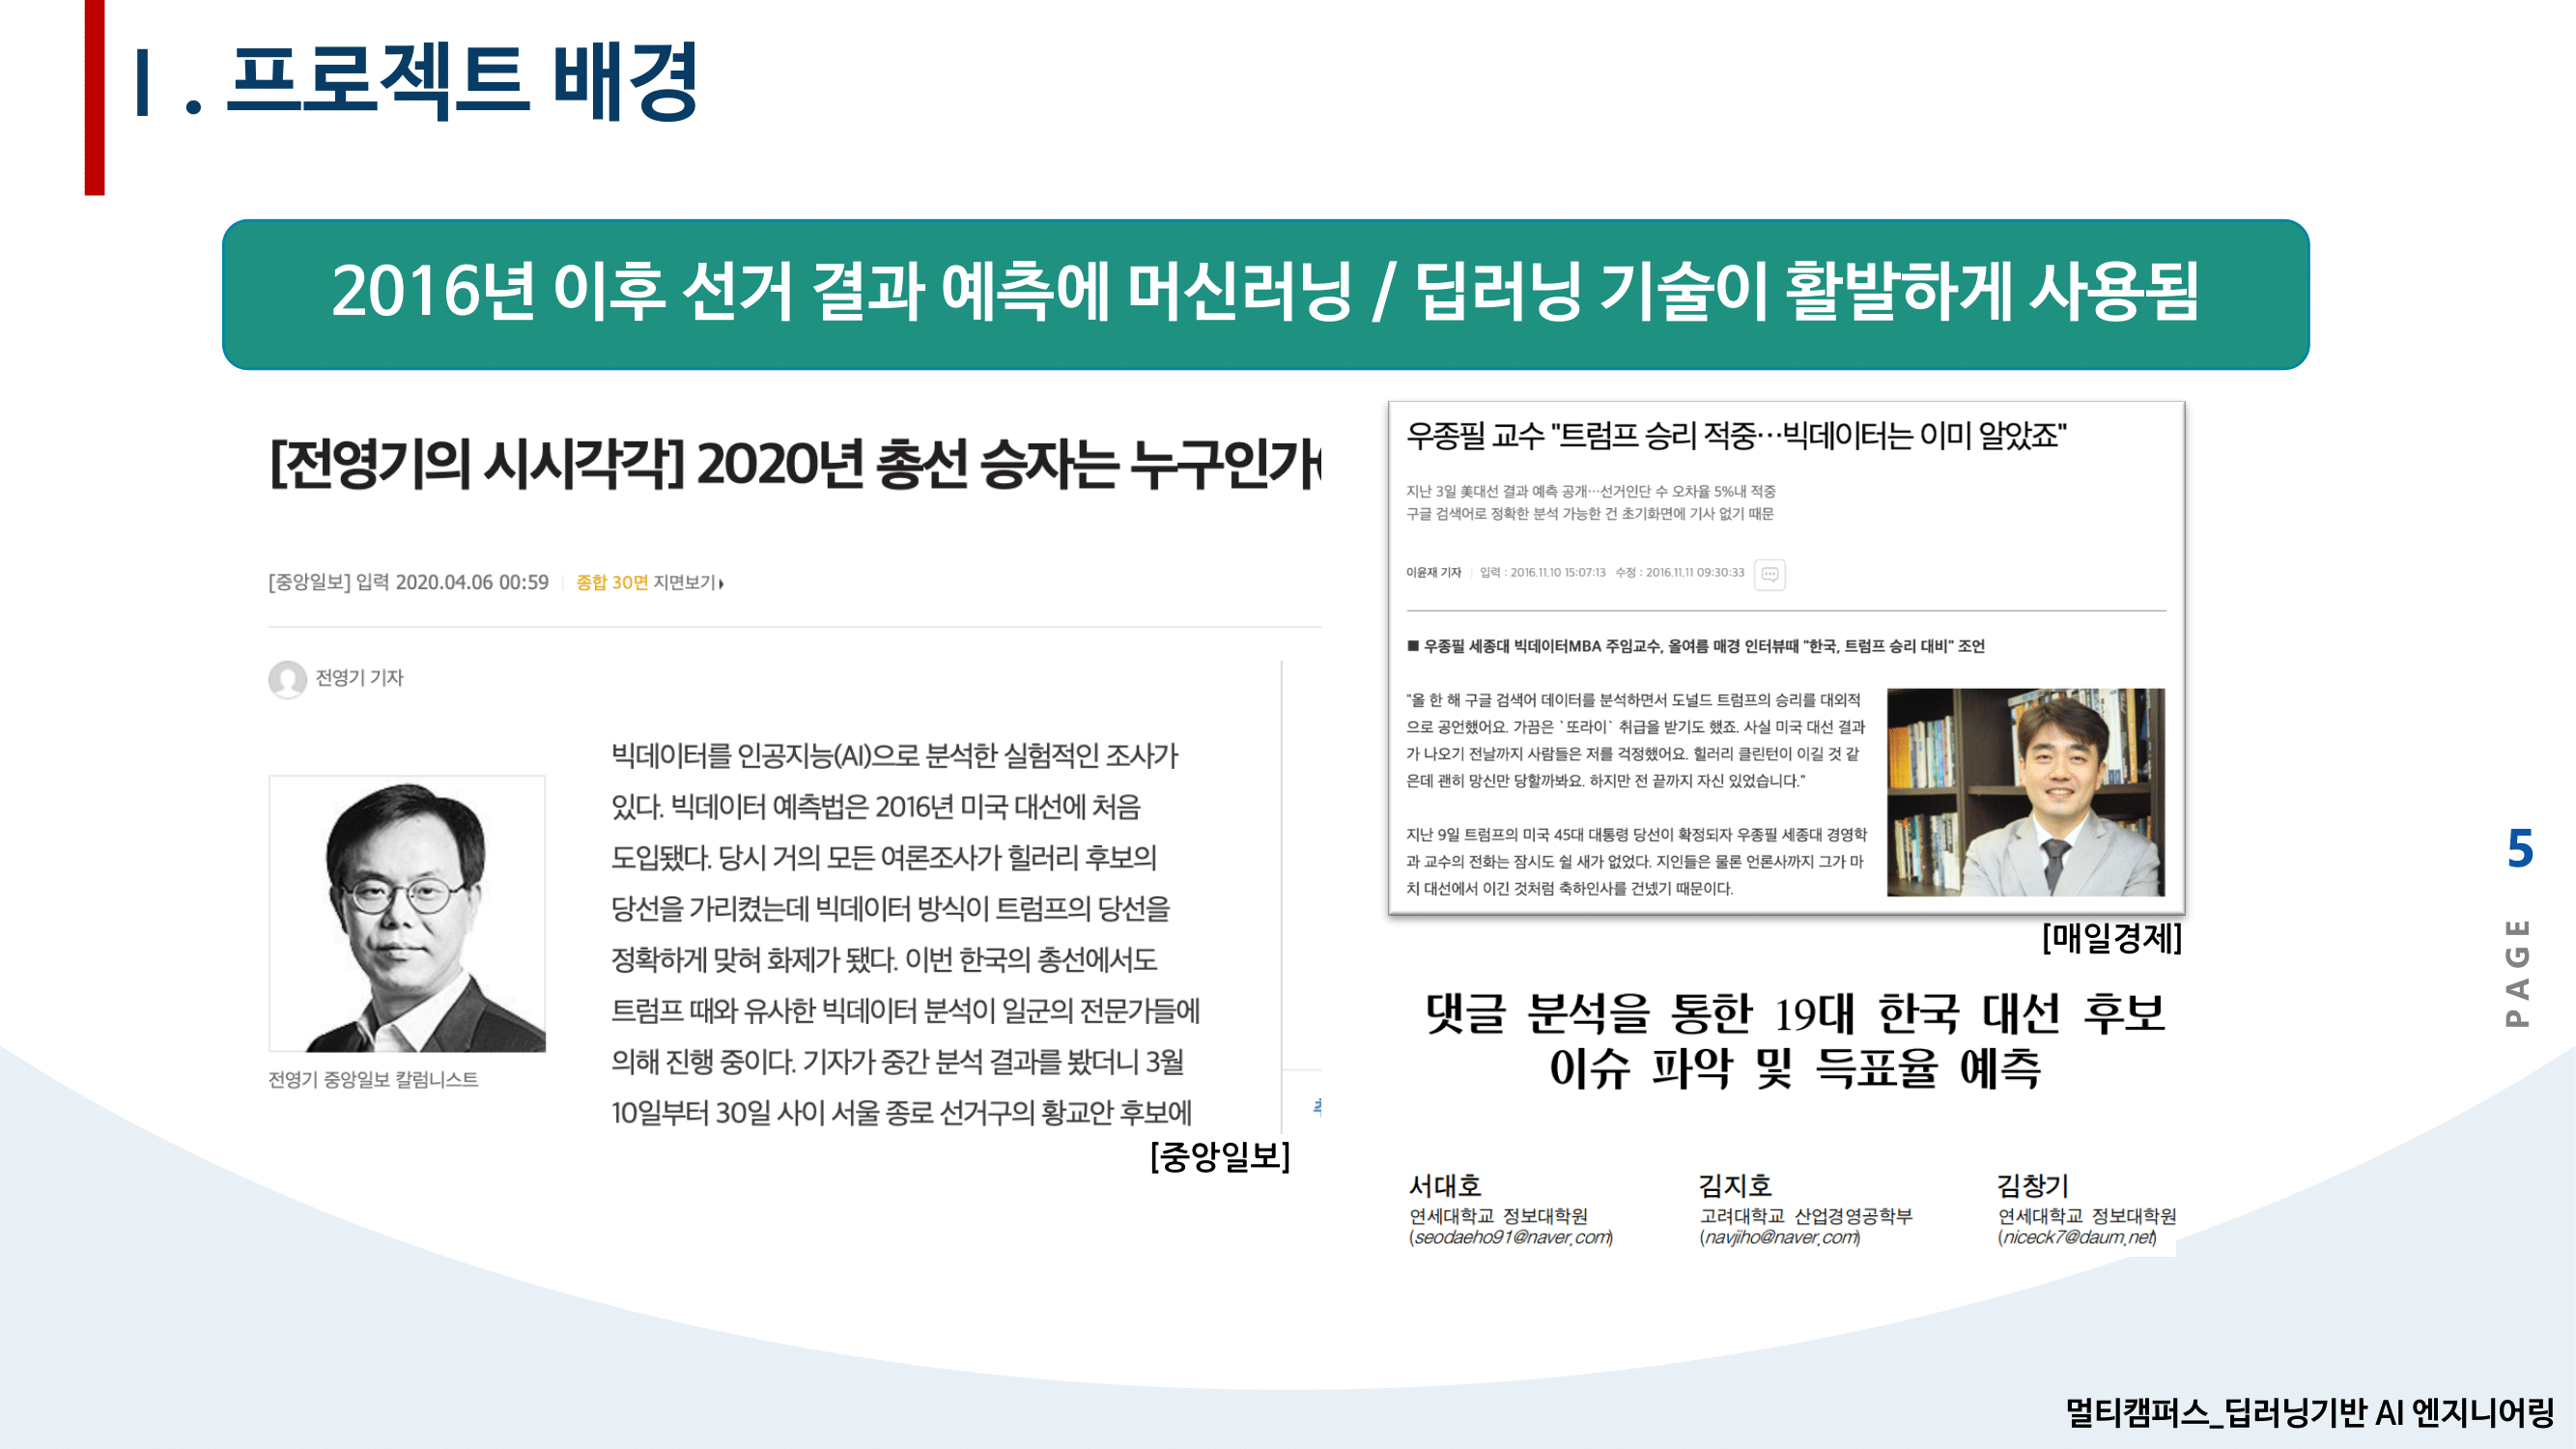 Ⅰ. 프로젝트 배경
2016년 이후 선거 결과 예측에 머신러닝 / 딥러닝 기술이 활발하게 사용됨
[전영기의 시시각각] 2020년 총선 승자는 누구인가
[중앙일보] 입력 2020.04.06 00:59 종합 30면 지면보기
전영기 기자
빅데이터를 인공지능(AI)으로 분석한 실험적인 조사가
있다. 빅데이터 예측법은 2016년 미국 대선에 처음
도입됐다. 당시 거의 모든 여론조사가 힐러리 후보의
당선을 가리켰는데 빅데이터 방식이 트럼프의 당선을
정확하게 맞혀 화제가 됐다. 이번 한국의 총선에서도
트럼프 때와 유사한 빅데이터 분석이 일군의 전문가들에
의해 진행 중이다. 기자가 중간 분석 결과를 봤더니 3월
10일부터 30일 사이 서울 종로 선거구의 황교안 후보에
전영기 중앙일보 칼럼니스트
[중앙일보]
우종필 교수 "트럼프 승리 적중…빅데이터는 이미 알았죠"
지난 3일 美대선 결과 예측 공개…선거인단 수 오차율 5%내 적중
구글 검색어로 정확한 분석 가능한 건 초기화면에 기사 없기 때문
이윤재 기자 입력 : 2016.11.10 15:07:13 수정 : 2016.11.11 09:30:33
■ 우종필 세종대 빅데이터MBA 주임교수, 올여름 매경 인터뷰때 "한국, 트럼프 승리 대비" 조언
"올 한 해 구글 검색어 데이터를 분석하면서 도널드 트럼프의 승리를 대외적
으로 공언했어요. 가끔은 `또라이` 취급을 받기도 했죠. 사실 미국 대선 결과
가 나오기 전날까지 사람들은 저를 걱정했어요. 힐러리 클린턴이 이길 것 같
은데 괜히 망신만 당할까봐요. 하지만 전 끝까지 자신 있었습니다."
지난 9일 트럼프의 미국 45대 대통령 당선이 확정되자 우종필 세종대 경영학
과 교수의 전화는 잠시도 쉴 새가 없었다. 지인들은 물론 언론사까지 그가 마
치 대선에서 이긴 것처럼 축하인사를 건넸기 때문이다.
[매일경제]
댓글 분석을 통한 19대 한국 대선 후보
이슈 파악 및 득표율 예측
서대호 김지호 김창기
연세대학교 정보대학원 고려대학교 산업경영공학부 연세대학교 정보대학원
(seodaeho91@naver.com) (navjiho@naver.com) (niceck7@daum.net)
PAGE 5
멀티캠퍼스_딥러닝기반 AI 엔지니어링